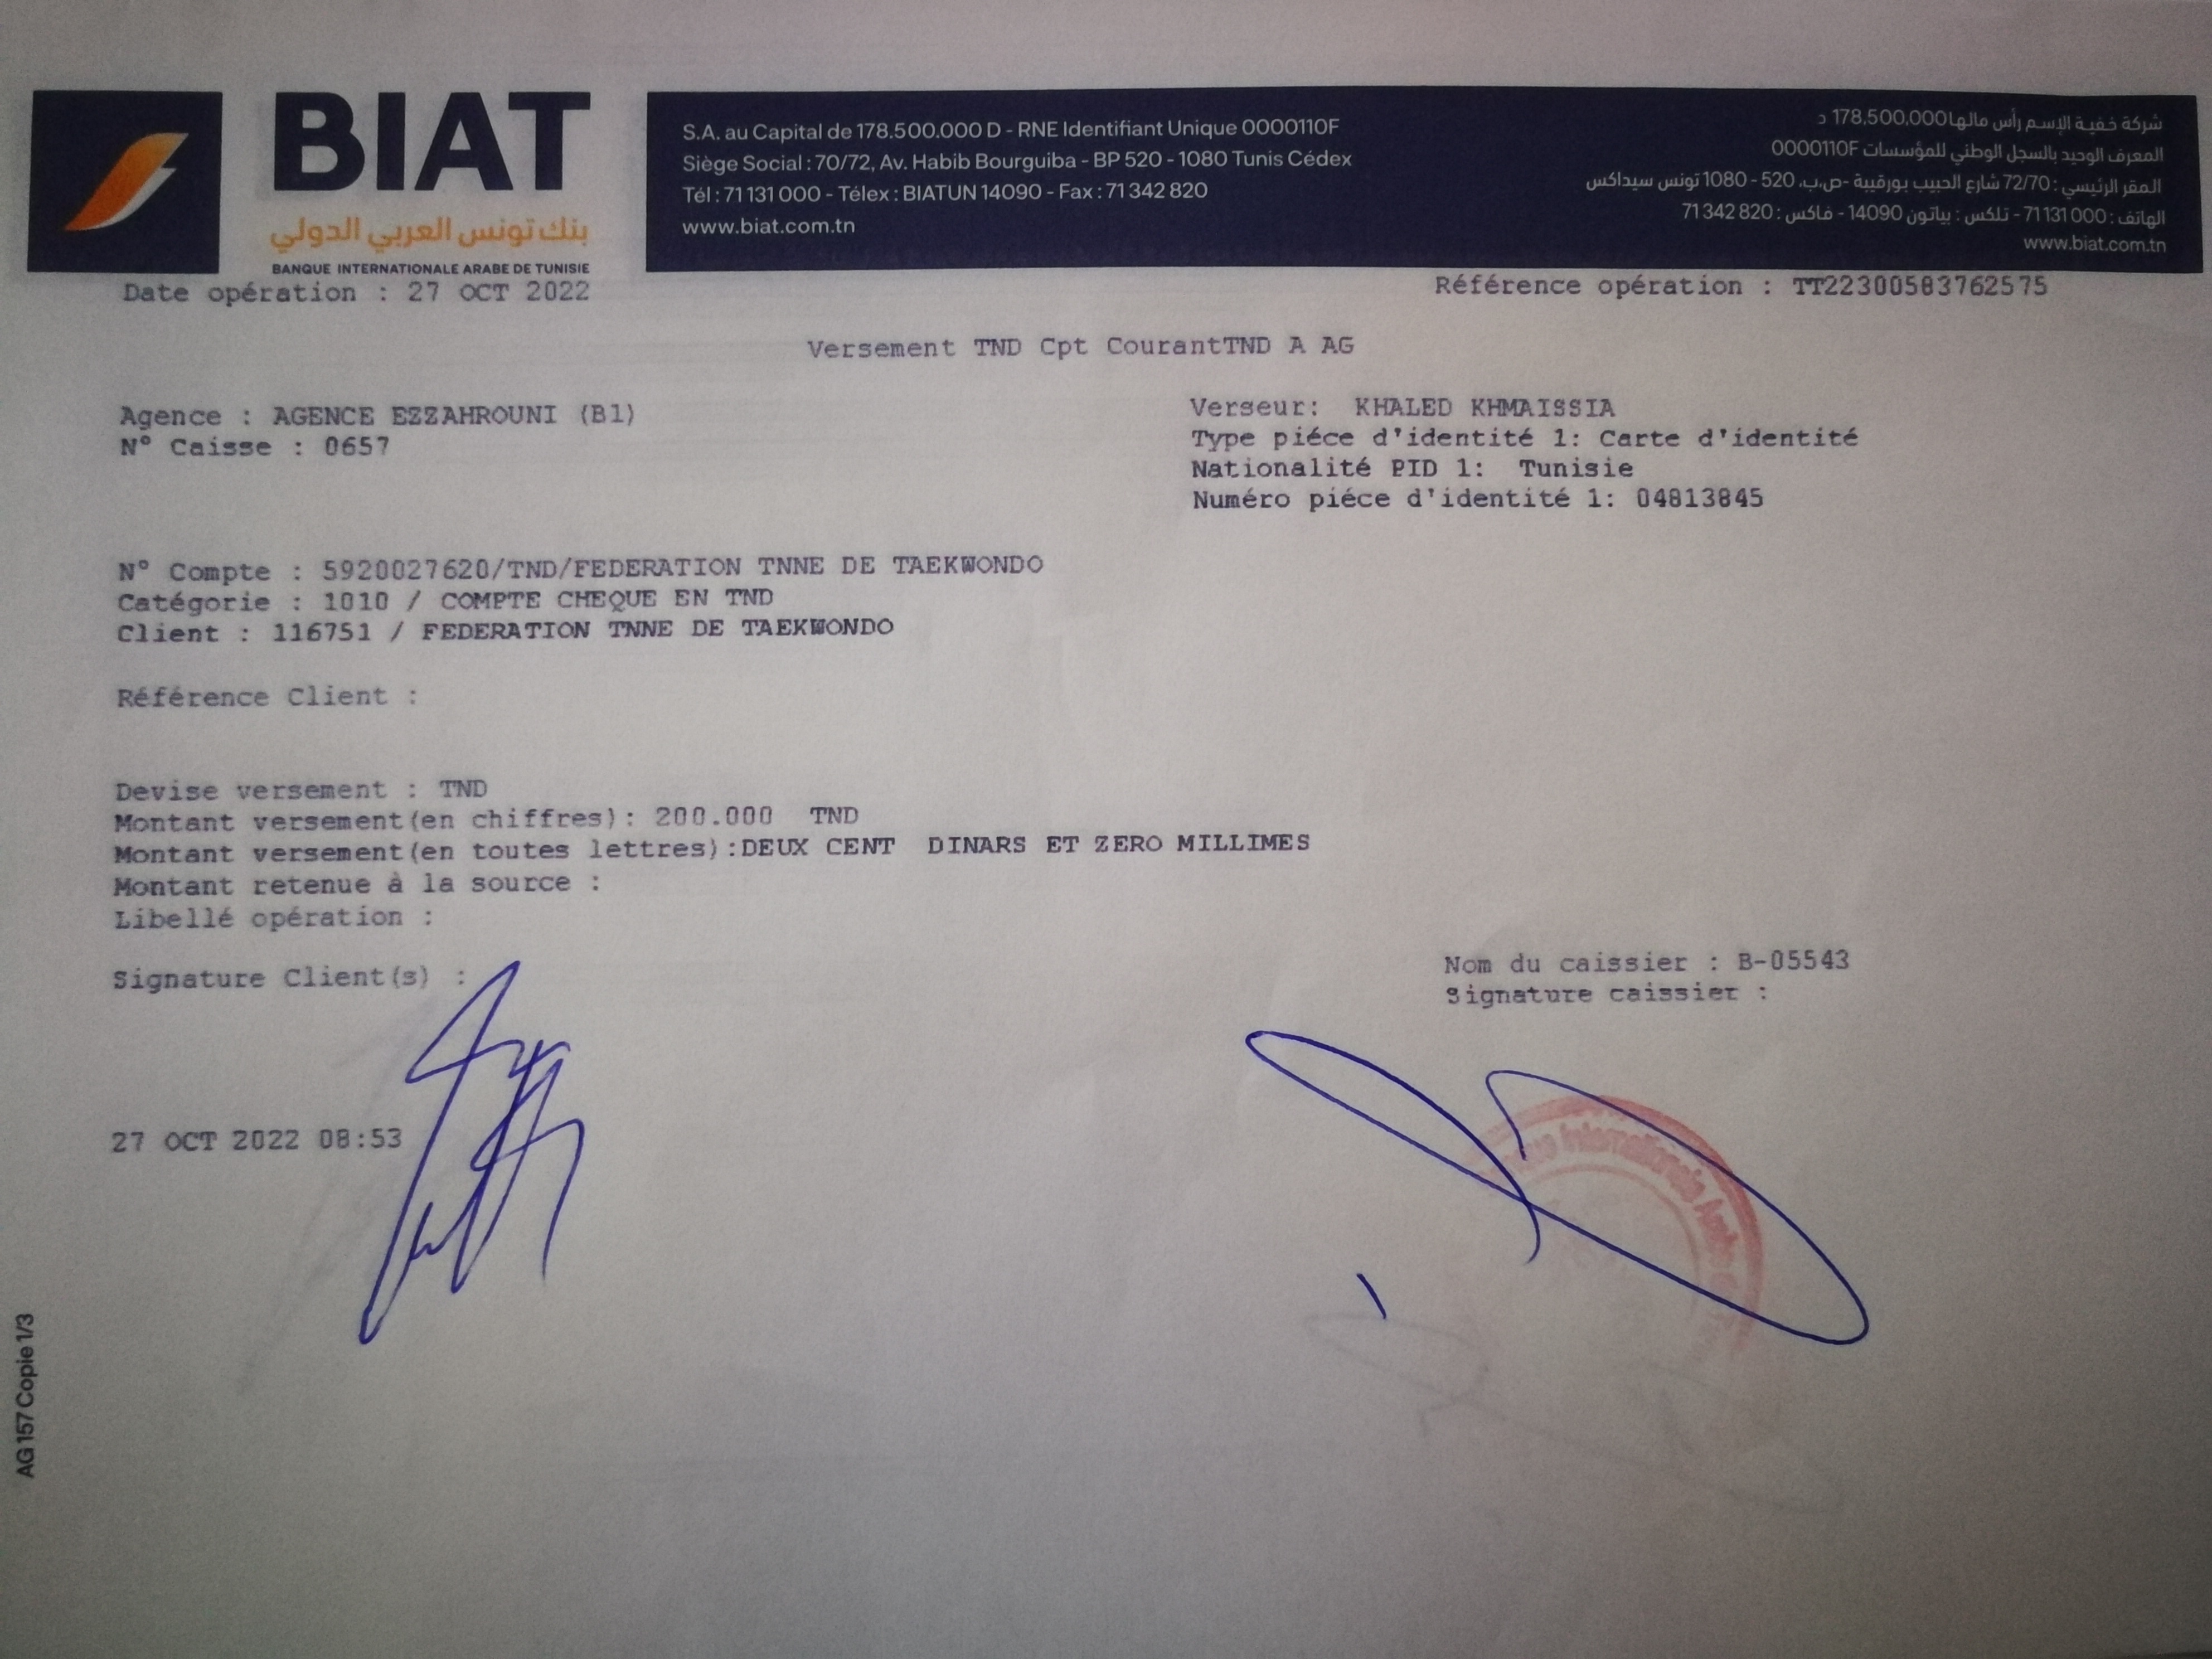 BIAT
بنك تونس العربي الدولي
BANQUE INTERNATIONALE ARABE DE TUNISIE
S.A. au Capital de 178.500.000 D - RNE Identifiant Unique 0000110F
Siège Social : 70/72, Av. Habib Bourguiba - BP 520 - 1080 Tunis Cédex
Tél : 71 131 000 - Télex : BIATUN 14090 - Fax : 71 342 820
www.biat.com.tn
شركة خفية الإسم رأس مالها 178,500,000 د
المعرف الوحيد بالسجل الوطني للمؤسسات 0000110F
المقر الرئيسي : 72/70 شارع الحبيب بورقيبة -ص.ب. 520 - 1080 تونس سيداكس
الهاتف : 000 131 71 - تلكس : بياتون 14090 - فاكس : 820 342 71
www.biat.com.tn
Date opération : 27 OCT 2022
Référence opération : TT22300583762575
Versement TND Cpt CourantTND A AG
Agence : AGENCE EZZAHROUNI (B1)
N° Caisse : 0657
Verseur: KHALED KHMAISSIA
Type piéce d'identité 1: Carte d'identité
Nationalité PID 1: Tunisie
Numéro piéce d'identité 1: 04813845
N° Compte : 5920027620/TND/FEDERATION TNNE DE TAEKWONDO
Catégorie : 1010 / COMPTE CHEQUE EN TND
Client : 116751 / FEDERATION TNNE DE TAEKWONDO
Référence Client :
Devise versement : TND
Montant versement(en chiffres): 200.000 TND
Montant versement(en toutes lettres):DEUX CENT DINARS ET ZERO MILLIMES
Montant retenue à la source :
Libellé opération :
Signature Client(s) :
Nom du caissier : B-05543
Signature caissier :
27 OCT 2022 08:53
Internationale Arabe
AG 157 Copie 1/3